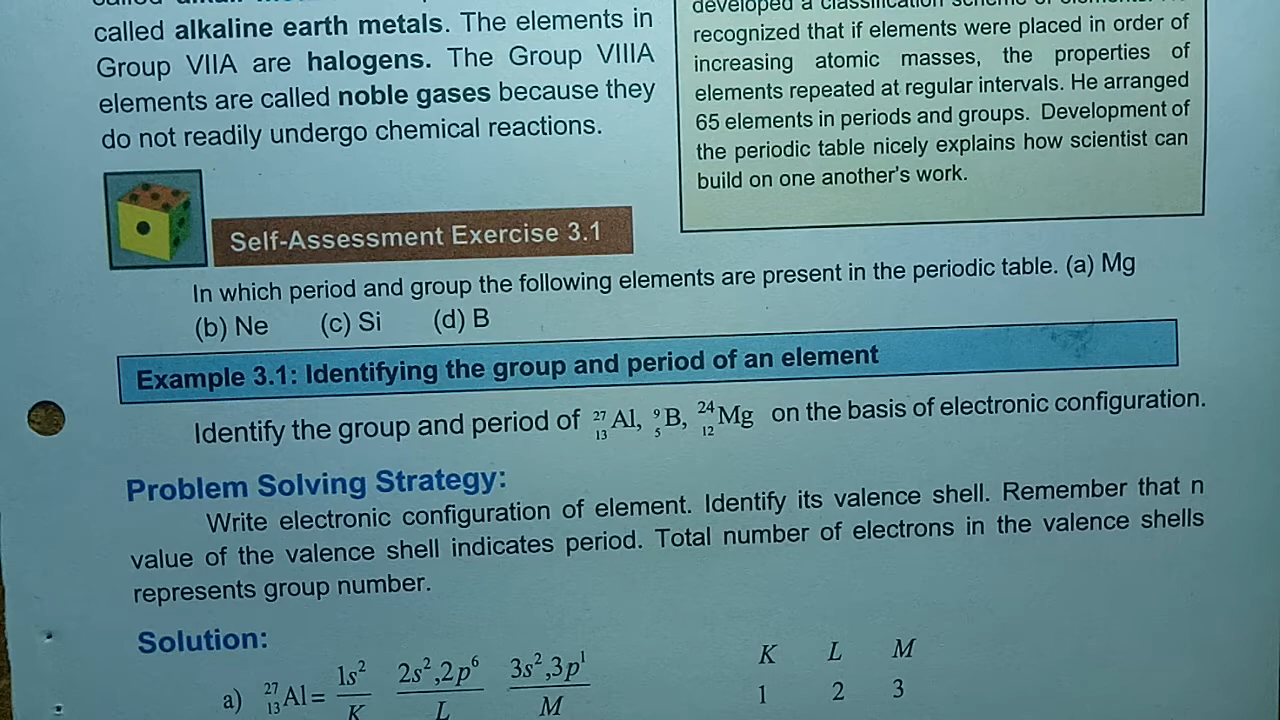 called alkaline earth metals. The elements in
Group VIIA are halogens. The Group VIIIA
elements are called noble gases because they
do not readily undergo chemical reactions.
developed a classification scheme of
recognized that if elements were placed in order of
increasing atomic masses, the properties of
elements repeated at regular intervals. He arranged
65 elements in periods and groups. Development of
the periodic table nicely explains how scientist can
build on one another's work.
Self-Assessment Exercise 3.1
In which period and group the following elements are present in the periodic table. (a) Mg
(b) Ne (c) Si (d) B
Example 3.1: Identifying the group and period of an element
Identify the group and period of ²⁷₁₃Al, ⁹₅B, ²⁴₁₂Mg on the basis of electronic configuration.
Problem Solving Strategy:
Write electronic configuration of element. Identify its valence shell. Remember that n
value of the valence shell indicates period. Total number of electrons in the valence shells
represents group number.
Solution:
K L M
a) ²⁷₁₃Al = 1s²/K 2s²,2p⁶/L 3s²,3p¹/M
1 2 3